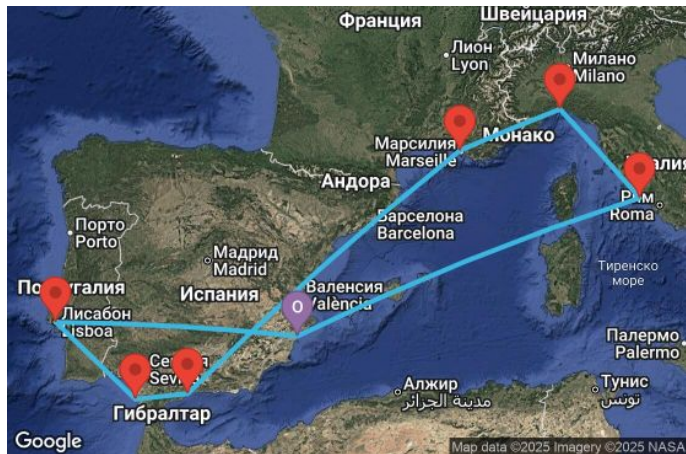 Франция
Швейцария
Лион
Lyon
Милано
Milano
Марсилия
Marseille
Монако
Андора
Рим
Roma
Порто
Porto
Барселона
Barcelona
Мадрид
Madrid
Тиренско
море
Испания
Валенсия
València
O
Лисабон
Lisboa
Палермо
Palermo
Гибралтар
Алжир
مدينة الجزائر
Тунис
تونس
Google
Map data ©2025 Imagery ©2025 NASA